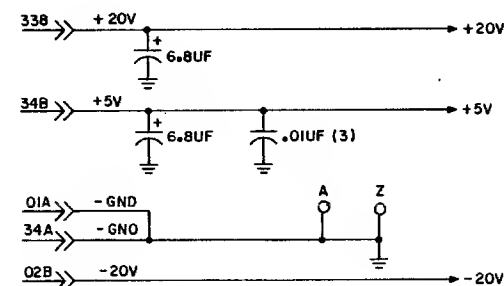 33B +20V +20V
+
6.8UF
34B +5V +5V
+
6.8UF .01UF (3)
A Z
01A -GND
34A -GNO
02B -20V -20V